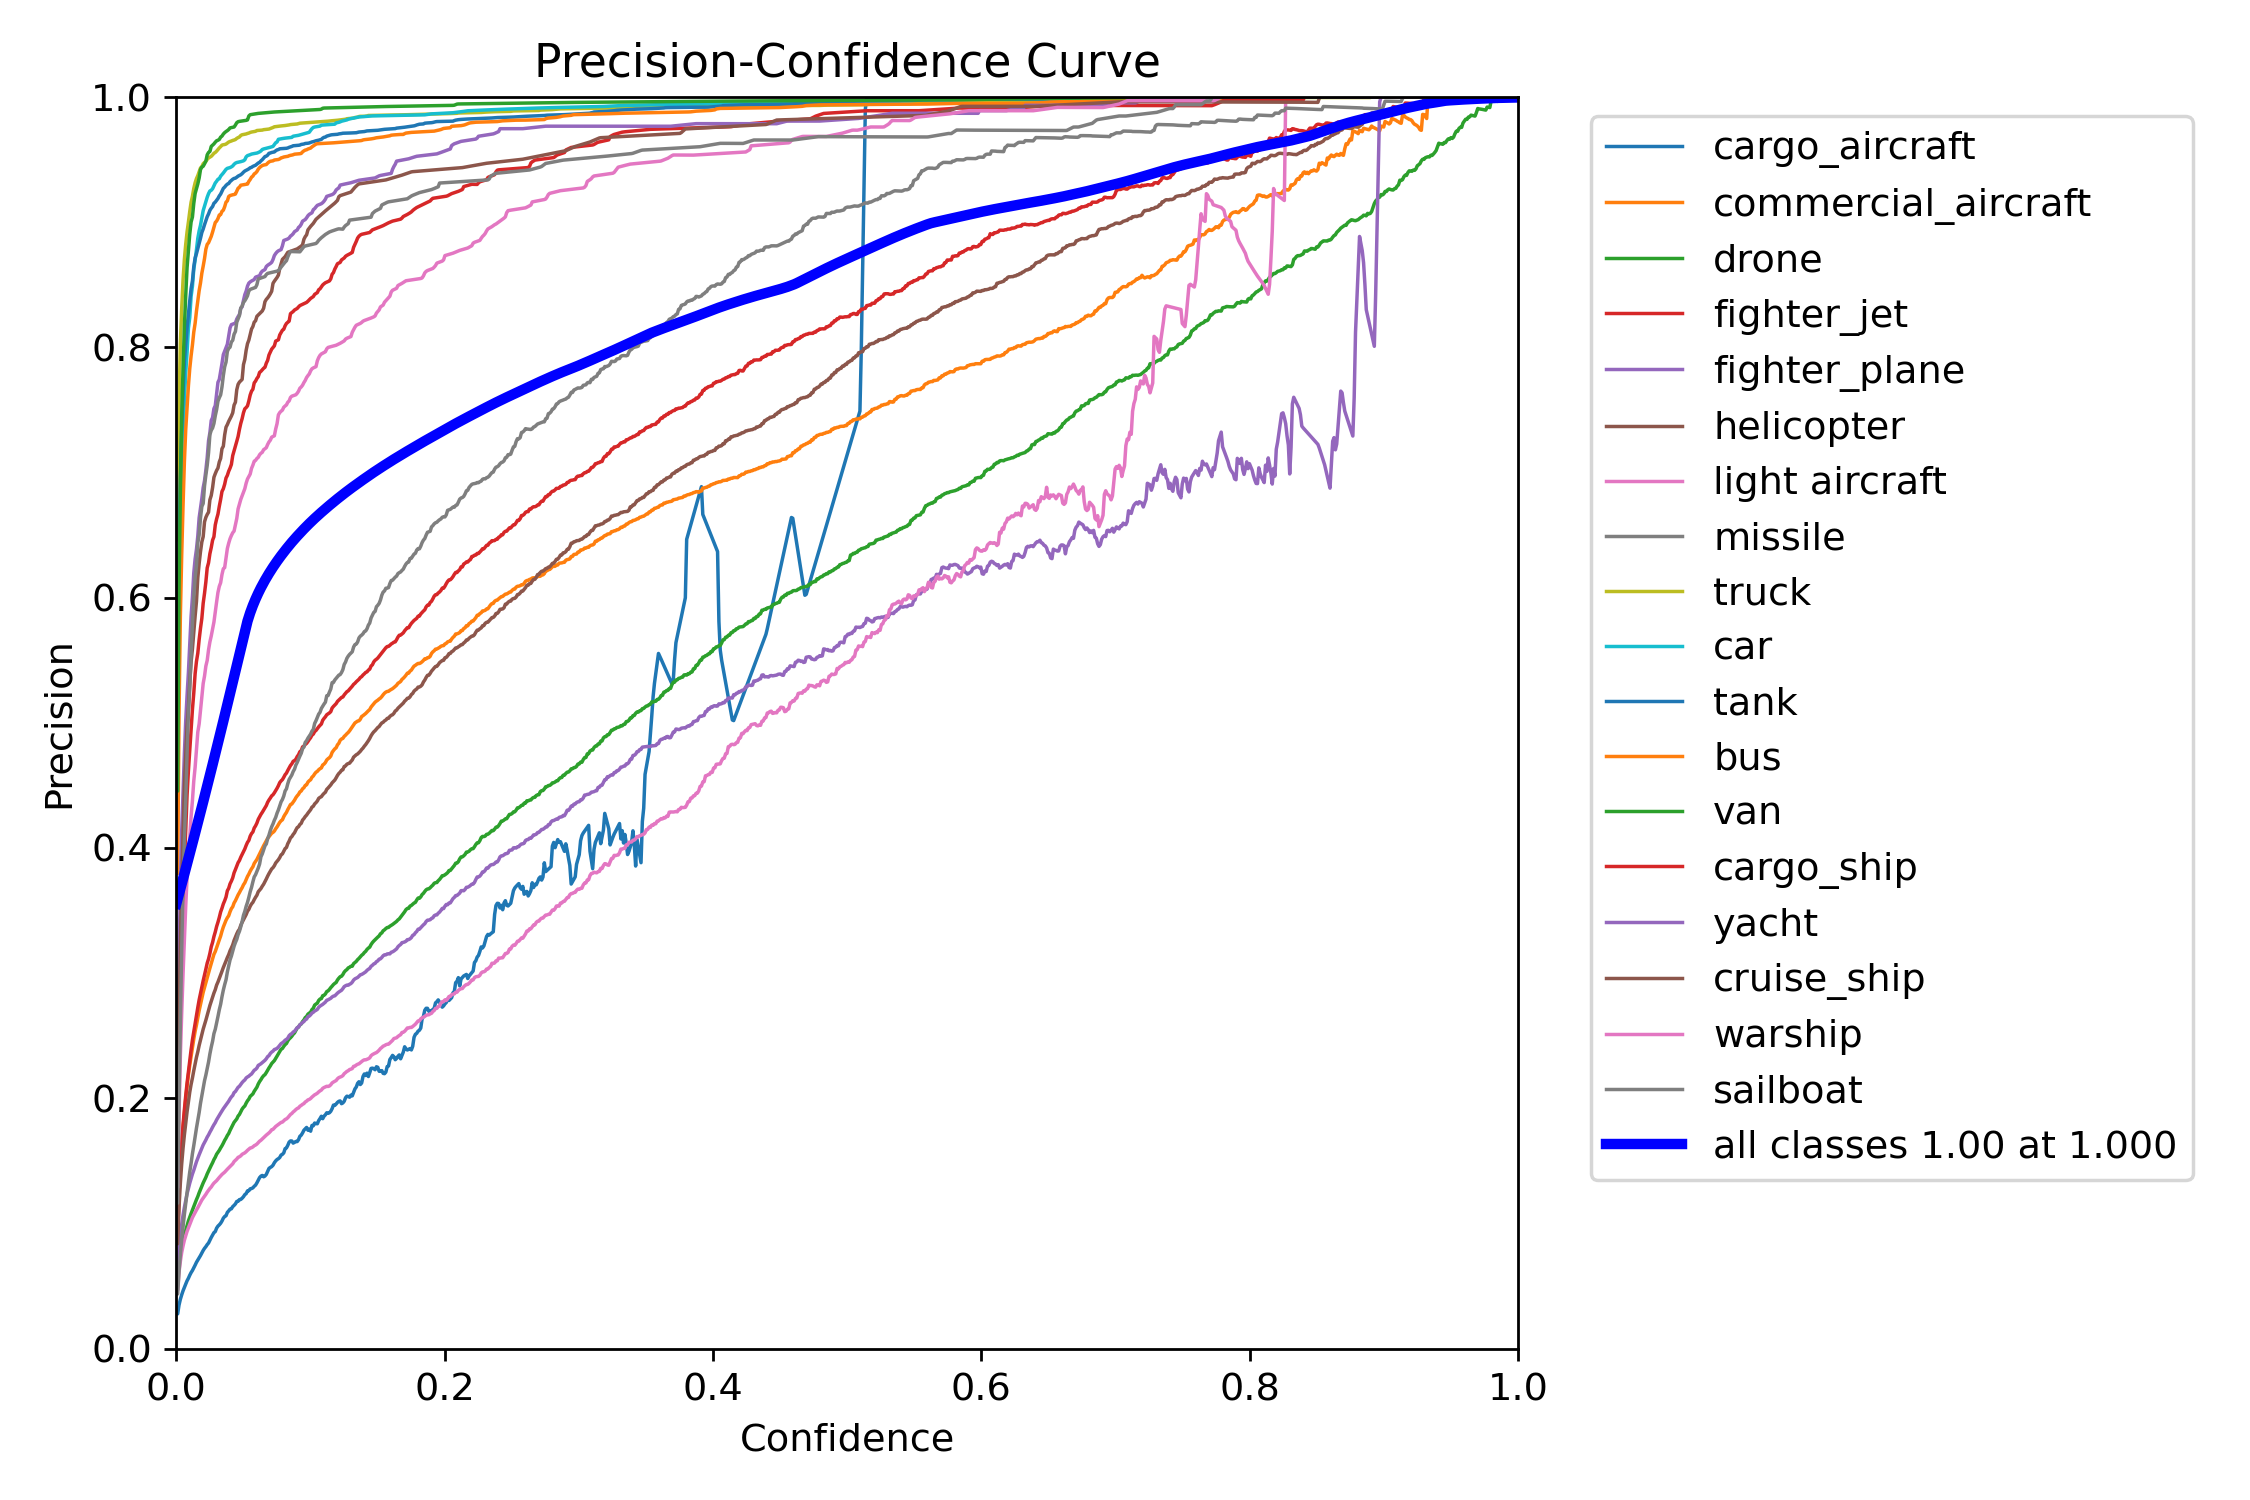 Precision-Confidence Curve
1.0
0.8
0.6
0.4
0.2
0.0
Precision
0.0 0.2 0.4 0.6 0.8 1.0
Confidence
cargo_aircraft
commercial_aircraft
drone
fighter_jet
fighter_plane
helicopter
light aircraft
missile
truck
car
tank
bus
van
cargo_ship
yacht
cruise_ship
warship
sailboat
all classes 1.00 at 1.000